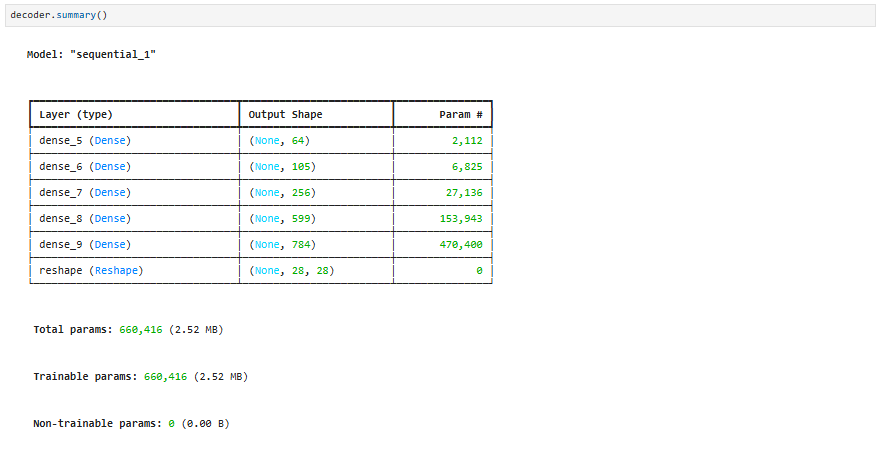 decoder.summary()
Model: "sequential_1"
Layer (type) Output Shape Param #
dense_5 (Dense) (None, 64) 2,112
dense_6 (Dense) (None, 105) 6,825
dense_7 (Dense) (None, 256) 27,136
dense_8 (Dense) (None, 599) 153,943
dense_9 (Dense) (None, 784) 470,400
reshape (Reshape) (None, 28, 28) 0
Total params: 660,416 (2.52 MB)
Trainable params: 660,416 (2.52 MB)
Non-trainable params: 0 (0.00 B)